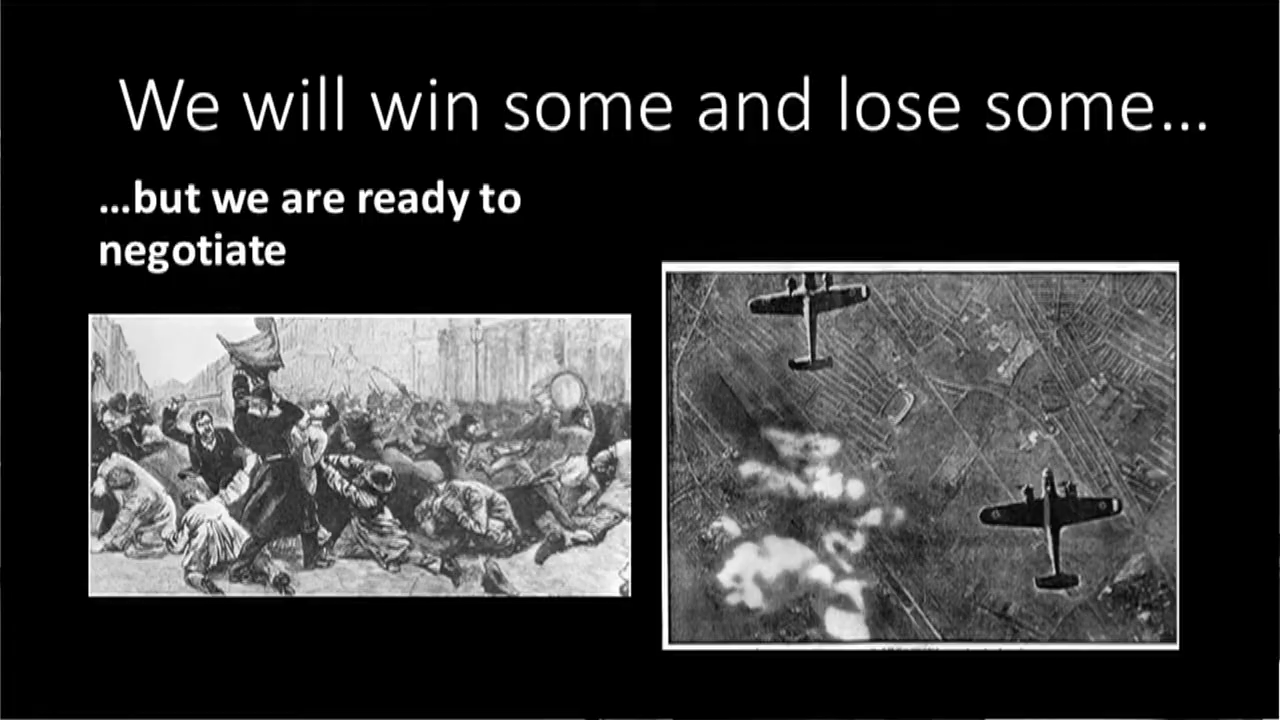 We will win some and lose some...
...but we are ready to
negotiate